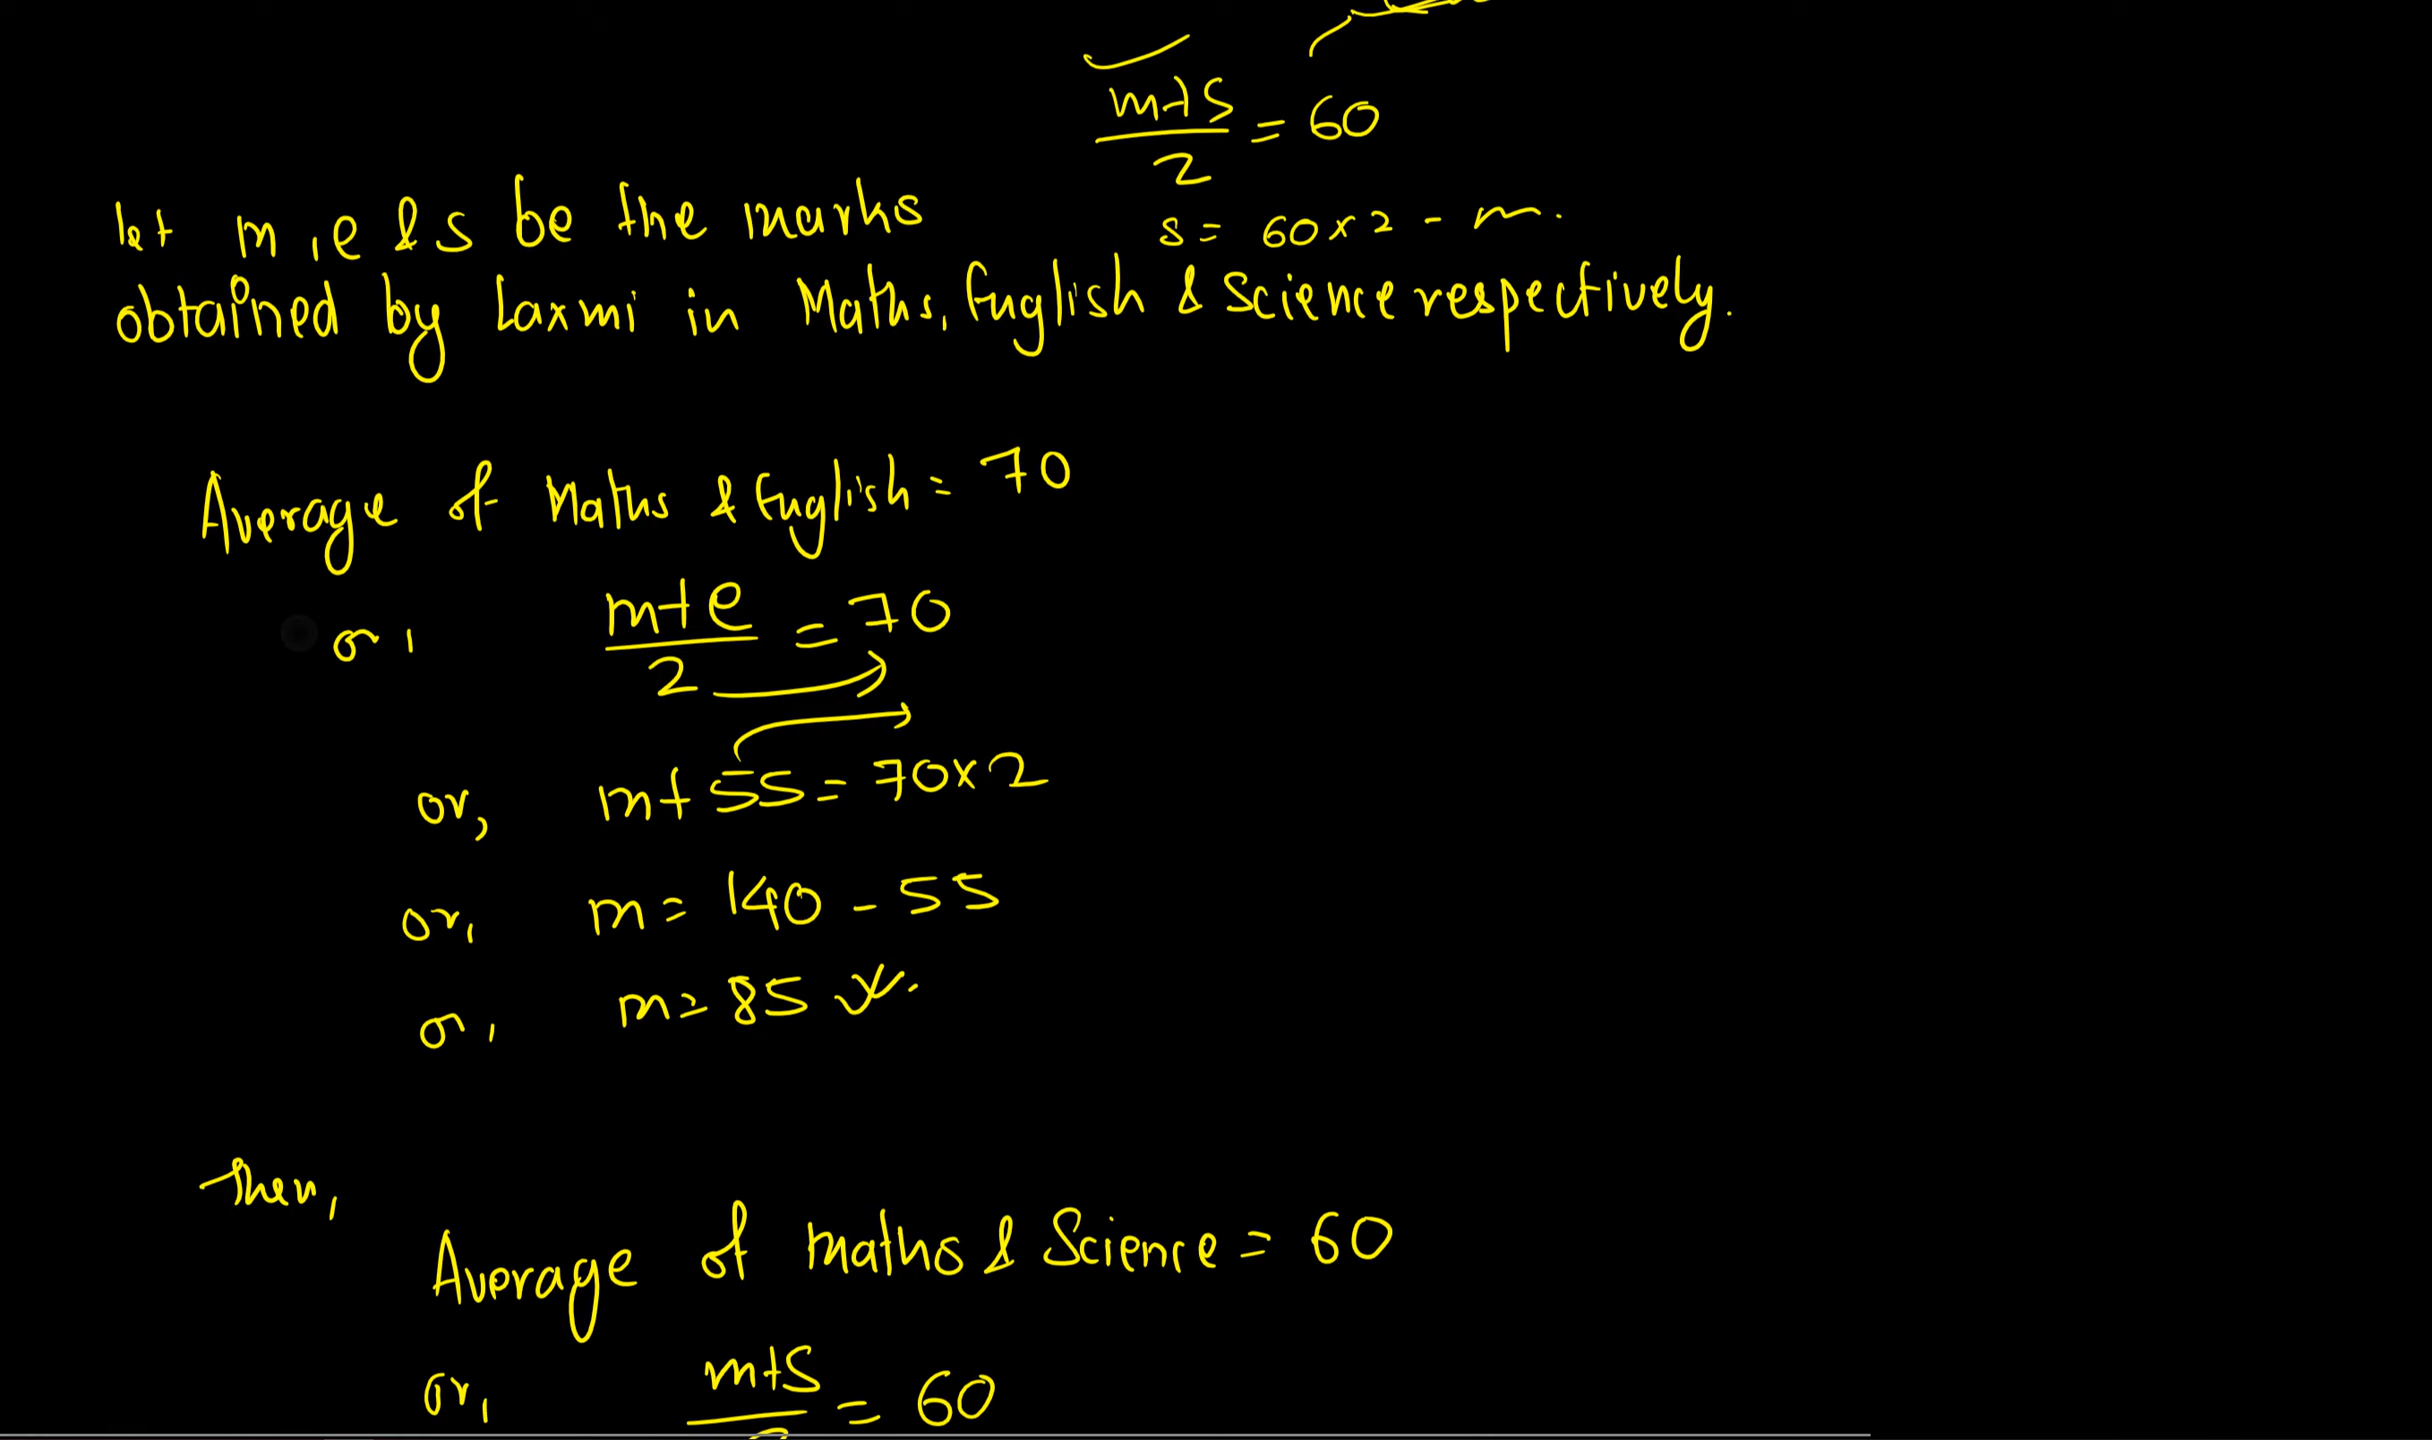 m+s/2 = 60
s = 60×2 - m.
let m, e & s be the marks
obtained by Laxmi in Maths, English & Science respectively.
Average of Maths & English = 70
or, m+e/2 = 70
or, m+55 = 70×2
or, m = 140 - 55
or, m = 85
Then,
Average of maths & Science = 60
or, m+s/ = 60